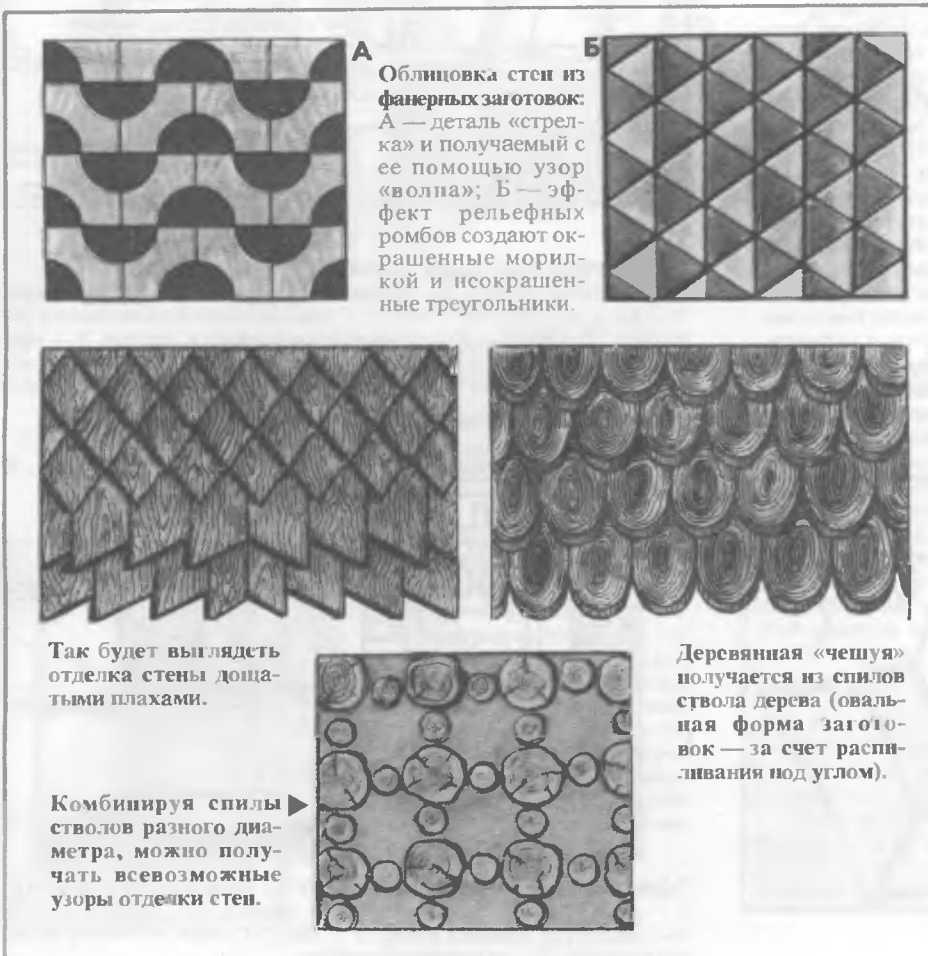 А
Б
Облицовка стен из
фанерных заготовок:
А — деталь «стрел-
ка» и получаемый с
ее помощью узор
«волна»; Б — эф-
фект рельефных
ромбов создают ок-
рашенные морил-
кой и неокрашен-
ные треугольники.
Так будет выглядеть
отделка стены доща-
тыми плахами.
Деревянная «чешуя»
получается из спилов
ствола дерева (оваль-
ная форма загото-
вок — за счет распи-
ливания под углом).
Комбинируя спилы
стволов разного диа-
метра, можно полу-
чать всевозможные
узоры отделки стен.